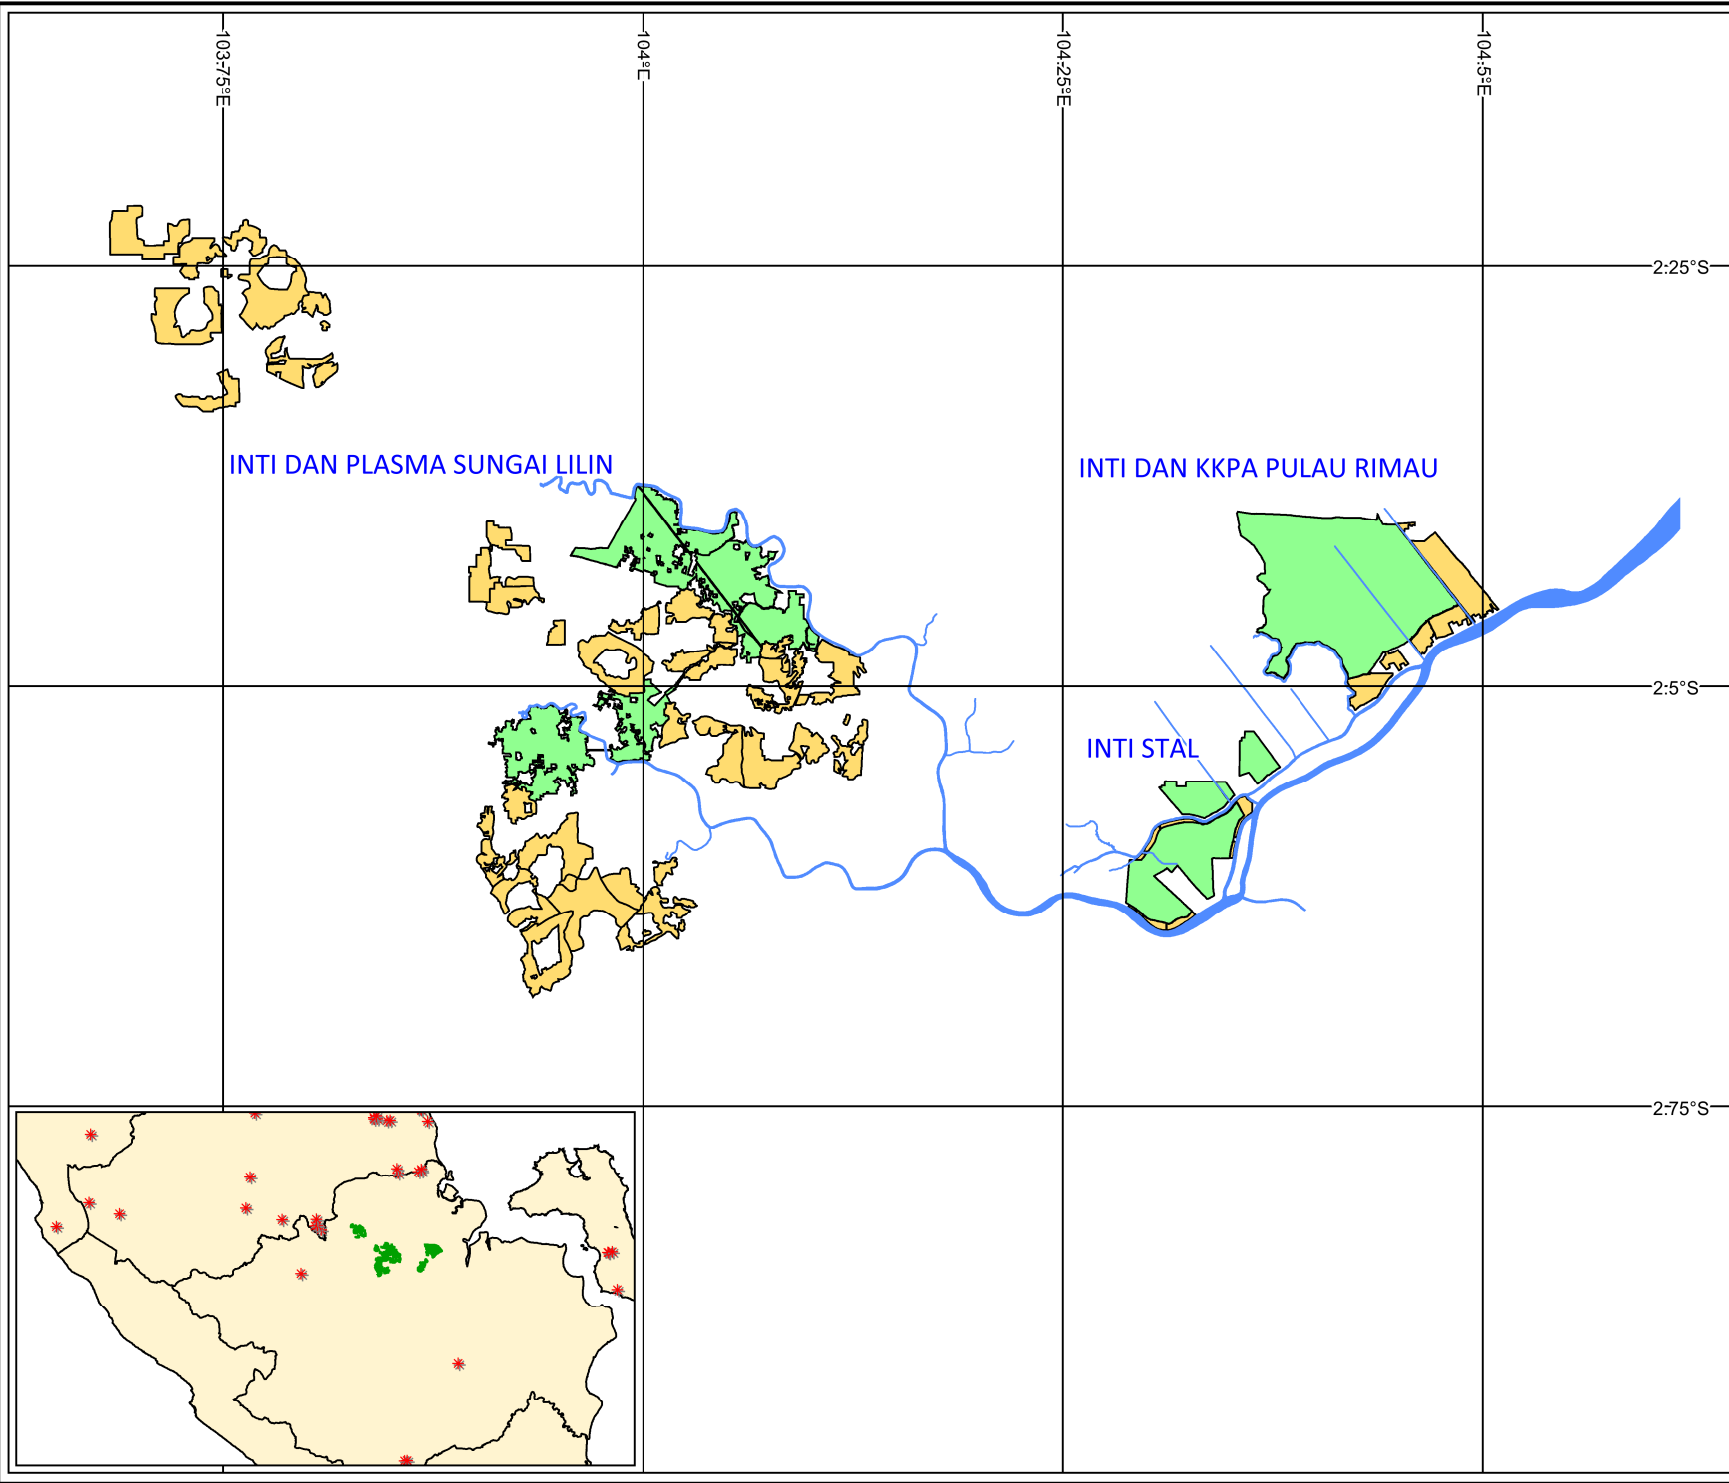 103.75°E
104°E
104.25°E
104.5°E
2.25°S
INTI DAN PLASMA SUNGAI LILIN
INTI DAN KKPA PULAU RIMAU
2.5°S
INTI STAL
2.75°S